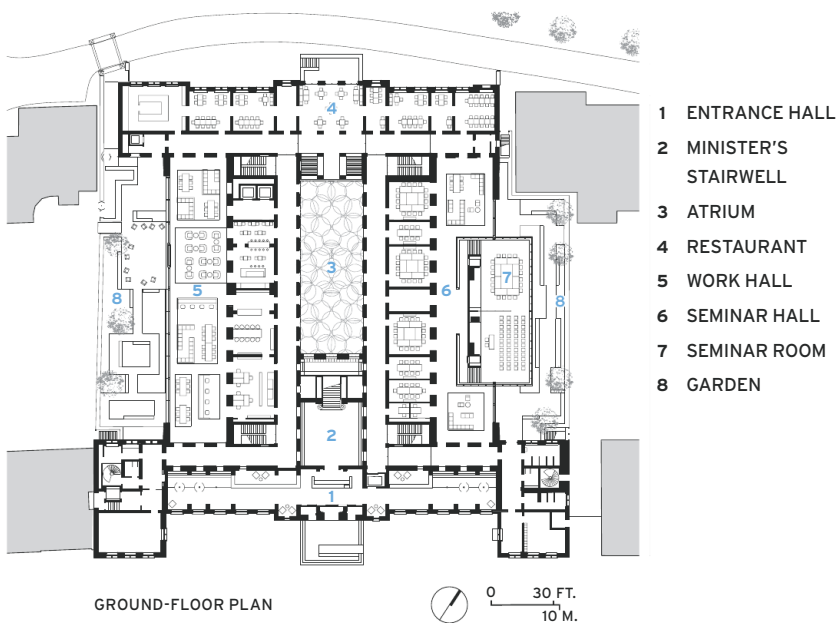 4
3
5
6
7
8
8
2
1
1 ENTRANCE HALL
2 MINISTER'S
STAIRWELL
3 ATRIUM
4 RESTAURANT
5 WORK HALL
6 SEMINAR HALL
7 SEMINAR ROOM
8 GARDEN
GROUND-FLOOR PLAN
0 30 FT.
10 M.